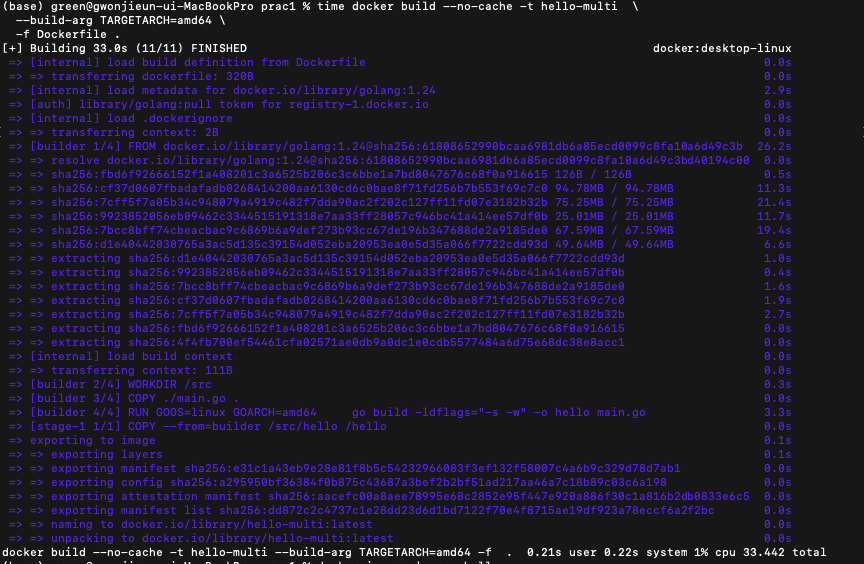 (base) green@gwonjieun-ui-MacBookPro prac1 % time docker build --no-cache -t hello-multi \
--build-arg TARGETARCH=amd64 \
-f Dockerfile .
[+] Building 33.0s (11/11) FINISHED docker:desktop-linux
=> [internal] load build definition from Dockerfile 0.0s
=> => transferring dockerfile: 320B 0.0s
=> [internal] load metadata for docker.io/library/golang:1.24 2.9s
=> [auth] library/golang:pull token for registry-1.docker.io 0.0s
=> [internal] load .dockerignore 0.0s
=> => transferring context: 2B 0.0s
=> [builder 1/4] FROM docker.io/library/golang:1.24@sha256:61808652990bcaa6981db6a85ecd0099c8fa10a6d49c3b 26.2s
=> => resolve docker.io/library/golang:1.24@sha256:61808652990bcaa6981db6a85ecd0099c8fa10a6d49c3bd40194c00 0.0s
=> => sha256:fbd6f92666152f1a408201c3a6525b206c3c6bbe1a7bd8047676c68f0a916615 126B / 126B 0.5s
=> => sha256:cf37d0607fbadafadb0268414200aa6130cd6c0bae8f71fd256b7b553f69c7c0 94.78MB / 94.78MB 11.3s
=> => sha256:7cff5f7a05b34c948079a4919c482f7dda90ac2f202c127ff11fd07e3182b32b 75.25MB / 75.25MB 21.4s
=> => sha256:9923852056eb09462c3344515191318e7aa33ff28057c946bc41a414ee57df0b 25.01MB / 25.01MB 11.7s
=> => sha256:7bcc8bff74cbeacbac9c6869b6a9def273b93cc67de196b347688de2a9185de0 67.59MB / 67.59MB 19.4s
=> => sha256:d1e40442030765a3ac5d135c39154d052eba20953ea0e5d35a066f7722cdd93d 49.64MB / 49.64MB 6.6s
=> => extracting sha256:d1e40442030765a3ac5d135c39154d052eba20953ea0e5d35a066f7722cdd93d 1.0s
=> => extracting sha256:9923852056eb09462c3344515191318e7aa33ff28057c946bc41a414ee57df0b 0.4s
=> => extracting sha256:7bcc8bff74cbeacbac9c6869b6a9def273b93cc67de196b347688de2a9185de0 1.6s
=> => extracting sha256:cf37d0607fbadafadb0268414200aa6130cd6c0bae8f71fd256b7b553f69c7c0 1.9s
=> => extracting sha256:7cff5f7a05b34c948079a4919c482f7dda90ac2f202c127ff11fd07e3182b32b 2.7s
=> => extracting sha256:fbd6f92666152f1a408201c3a6525b206c3c6bbe1a7bd8047676c68f0a916615 0.0s
=> => extracting sha256:4f4fb700ef54461cfa02571ae0db9a0dc1e0cdb5577484a6d75e68dc38e8acc1 0.0s
=> [internal] load build context 0.0s
=> => transferring context: 111B 0.0s
=> [builder 2/4] WORKDIR /src 0.3s
=> [builder 3/4] COPY ./main.go . 0.0s
=> [builder 4/4] RUN GOOS=linux GOARCH=amd64 go build -ldflags="-s -w" -o hello main.go 3.3s
=> [stage-1 1/1] COPY --from=builder /src/hello /hello 0.0s
=> exporting to image 0.1s
=> => exporting layers 0.1s
=> => exporting manifest sha256:e31c1a43eb9e28e81f8b5c54232966083f3ef132f58007c4a6b9c329d78d7ab1 0.0s
=> => exporting config sha256:a295950bf36384f0b875c43687a3bef2b2bf51ad217aa46a7c18b89c03c6a198 0.0s
=> => exporting attestation manifest sha256:aacefc00a8aee78995e68c2852e95f447e920a886f30c1a816b2db0833e6c5 0.0s
=> => exporting manifest list sha256:dd872c2c4737c1e28dd23d6d1bd7122f70e4f8715ae19df923a78eccf6a2f2bc 0.0s
=> => naming to docker.io/library/hello-multi:latest 0.0s
=> => unpacking to docker.io/library/hello-multi:latest 0.0s
docker build --no-cache -t hello-multi --build-arg TARGETARCH=amd64 -f . 0.21s user 0.22s system 1% cpu 33.442 total